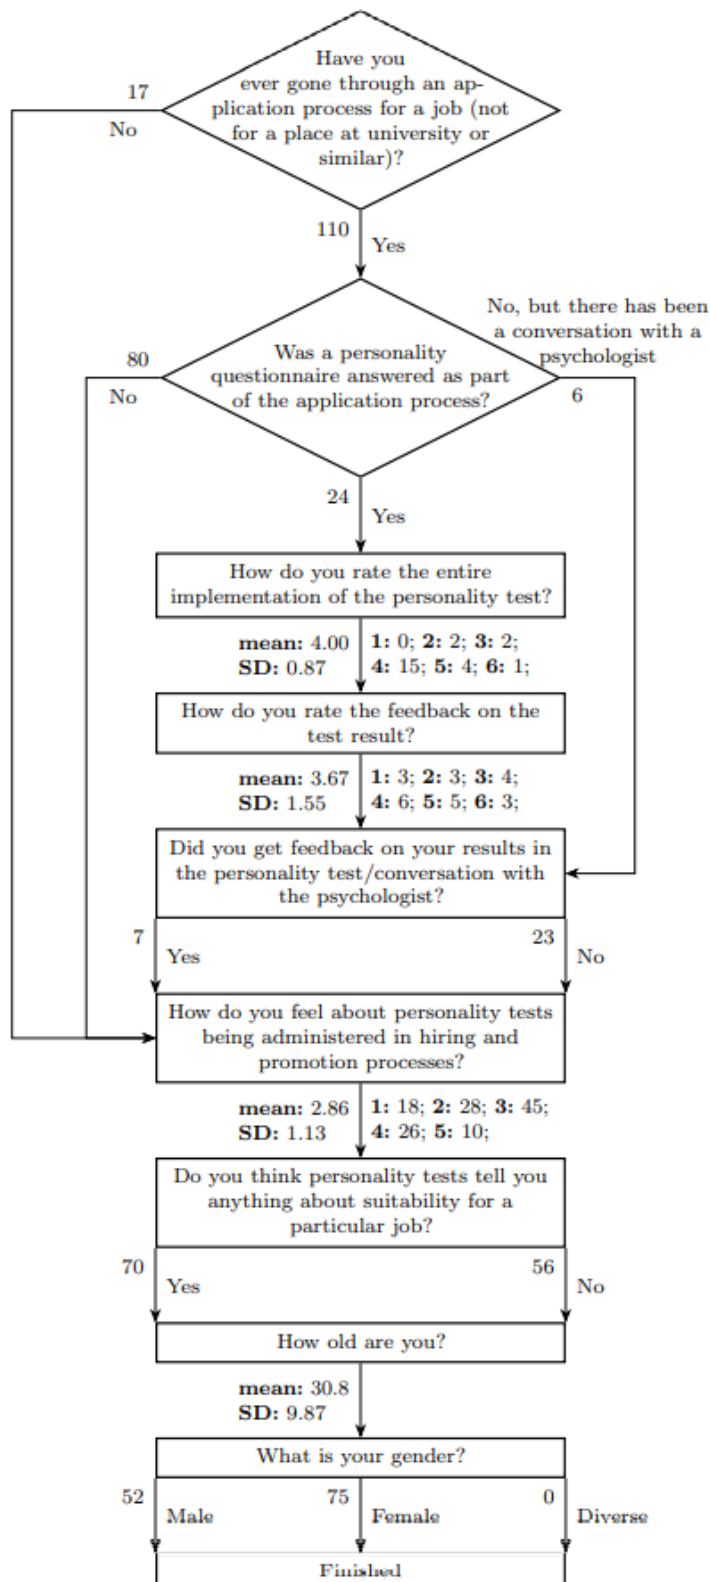 Have you
ever gone through an ap-
plication process for a job (not
for a place at university or
similar)?
17
No
110
Yes
No, but there has been
a conversation with a
psychologist
80
No
Was a personality
questionnaire answered as part
of the application process?
6
24
Yes
How do you rate the entire
implementation of the personality test?
mean: 4.00
SD: 0.87
1: 0; 2: 2; 3: 2;
4: 15; 5: 4; 6: 1;
How do you rate the feedback on the
test result?
mean: 3.67
SD: 1.55
1: 3; 2: 3; 3: 4;
4: 6; 5: 5; 6: 3;
Did you get feedback on your results in
the personality test/conversation with
the psychologist?
7
Yes
23
No
How do you feel about personality tests
being administered in hiring and
promotion processes?
mean: 2.86
SD: 1.13
1: 18; 2: 28; 3: 45;
4: 26; 5: 10;
Do you think personality tests tell you
anything about suitability for a
particular job?
70
Yes
56
No
How old are you?
mean: 30.8
SD: 9.87
What is your gender?
52
Male
75
Female
0
Diverse
Finished